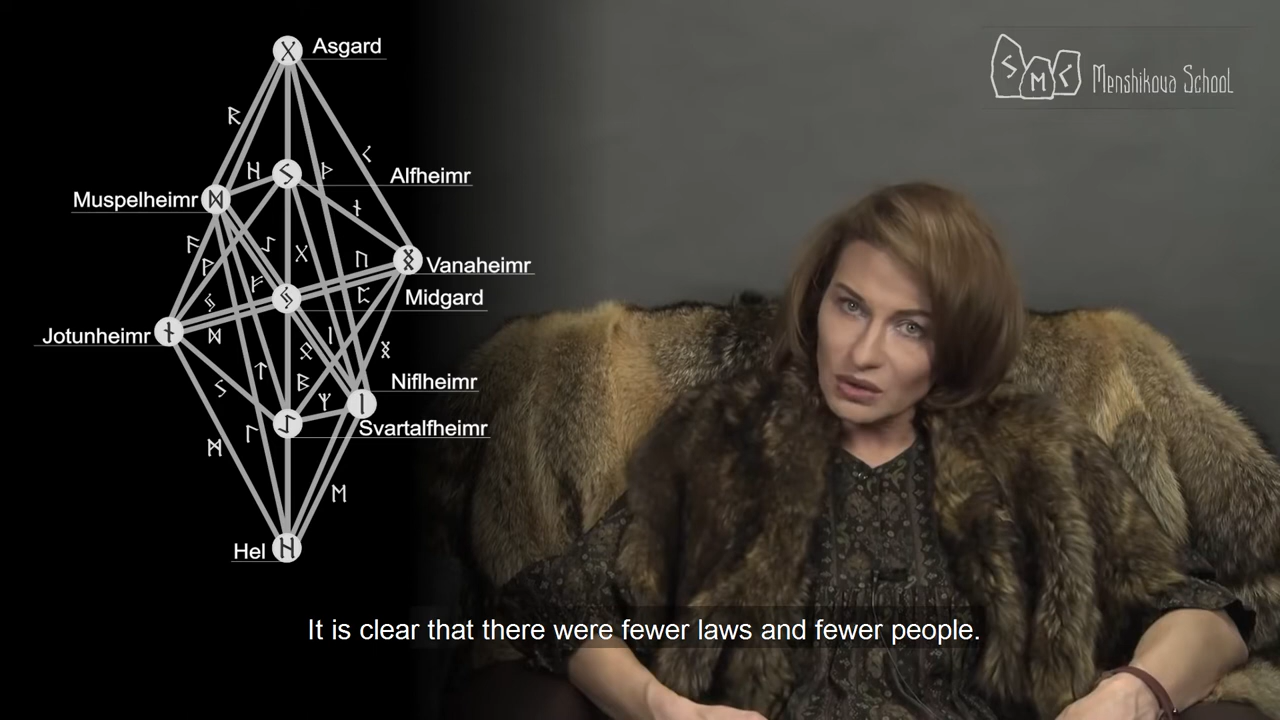 Asgard
Alfheimr
Muspelheimr
Vanaheimr
Midgard
Jotunheimr
Niflheimr
Svartalfheimr
Hel
Menshikova School
It is clear that there were fewer laws and fewer people.